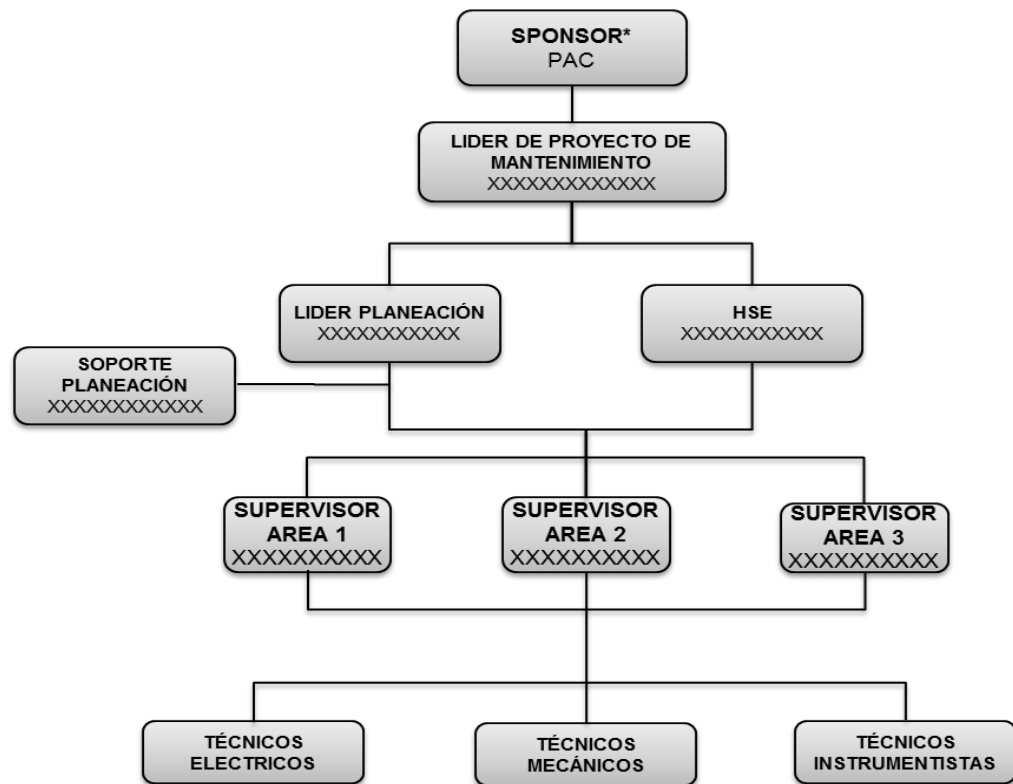 SPONSOR*
PAC
LIDER DE PROYECTO DE
MANTENIMIENTO
XXXXXXXXXXXXX
LIDER PLANEACIÓN
XXXXXXXXXXX
HSE
XXXXXXXXXXX
SOPORTE
PLANEACIÓN
XXXXXXXXXXXX
SUPERVISOR
AREA 1
XXXXXXXXXX
SUPERVISOR
AREA 2
XXXXXXXXXX
SUPERVISOR
AREA 3
XXXXXXXXXX
TÉCNICOS
ELECTRICOS
TÉCNICOS
MECÁNICOS
TÉCNICOS
INSTRUMENTISTAS